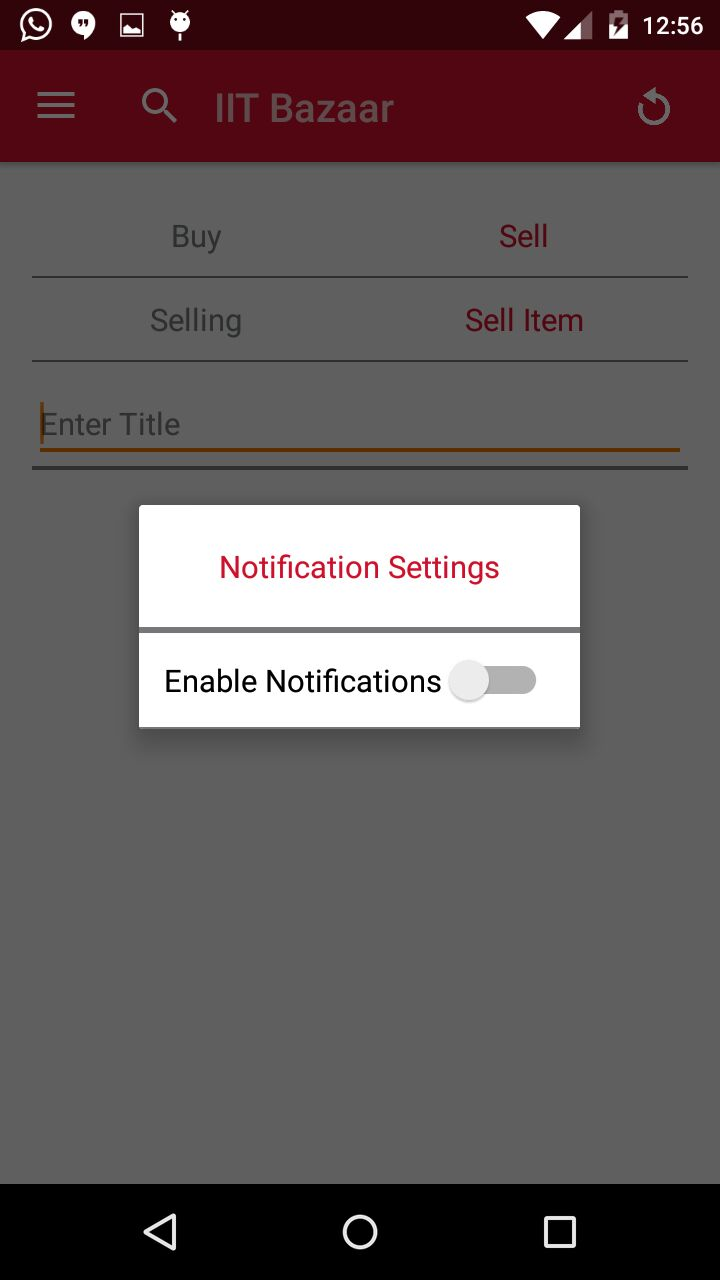 12:56
IIT Bazaar
Buy Sell
Selling Sell Item
Enter Title
Notification Settings
Enable Notifications